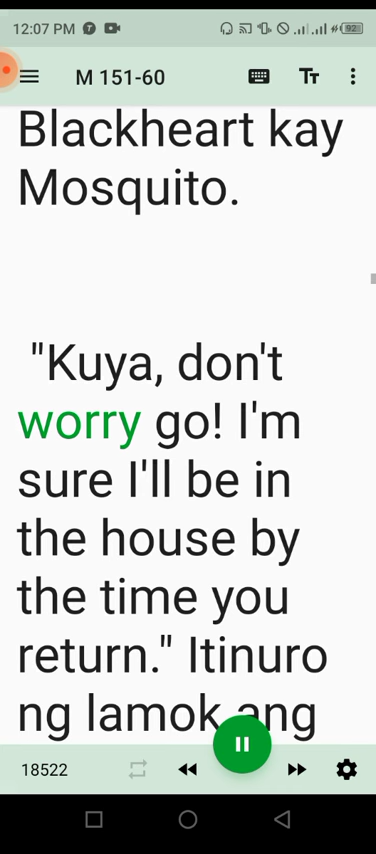 12:07 PM
92
M 151-60
Blackheart kay
Mosquito.
"Kuya, don't
worry go! I'm
sure I'll be in
the house by
the time you
return." Itinuro
ng lamok ang
18522